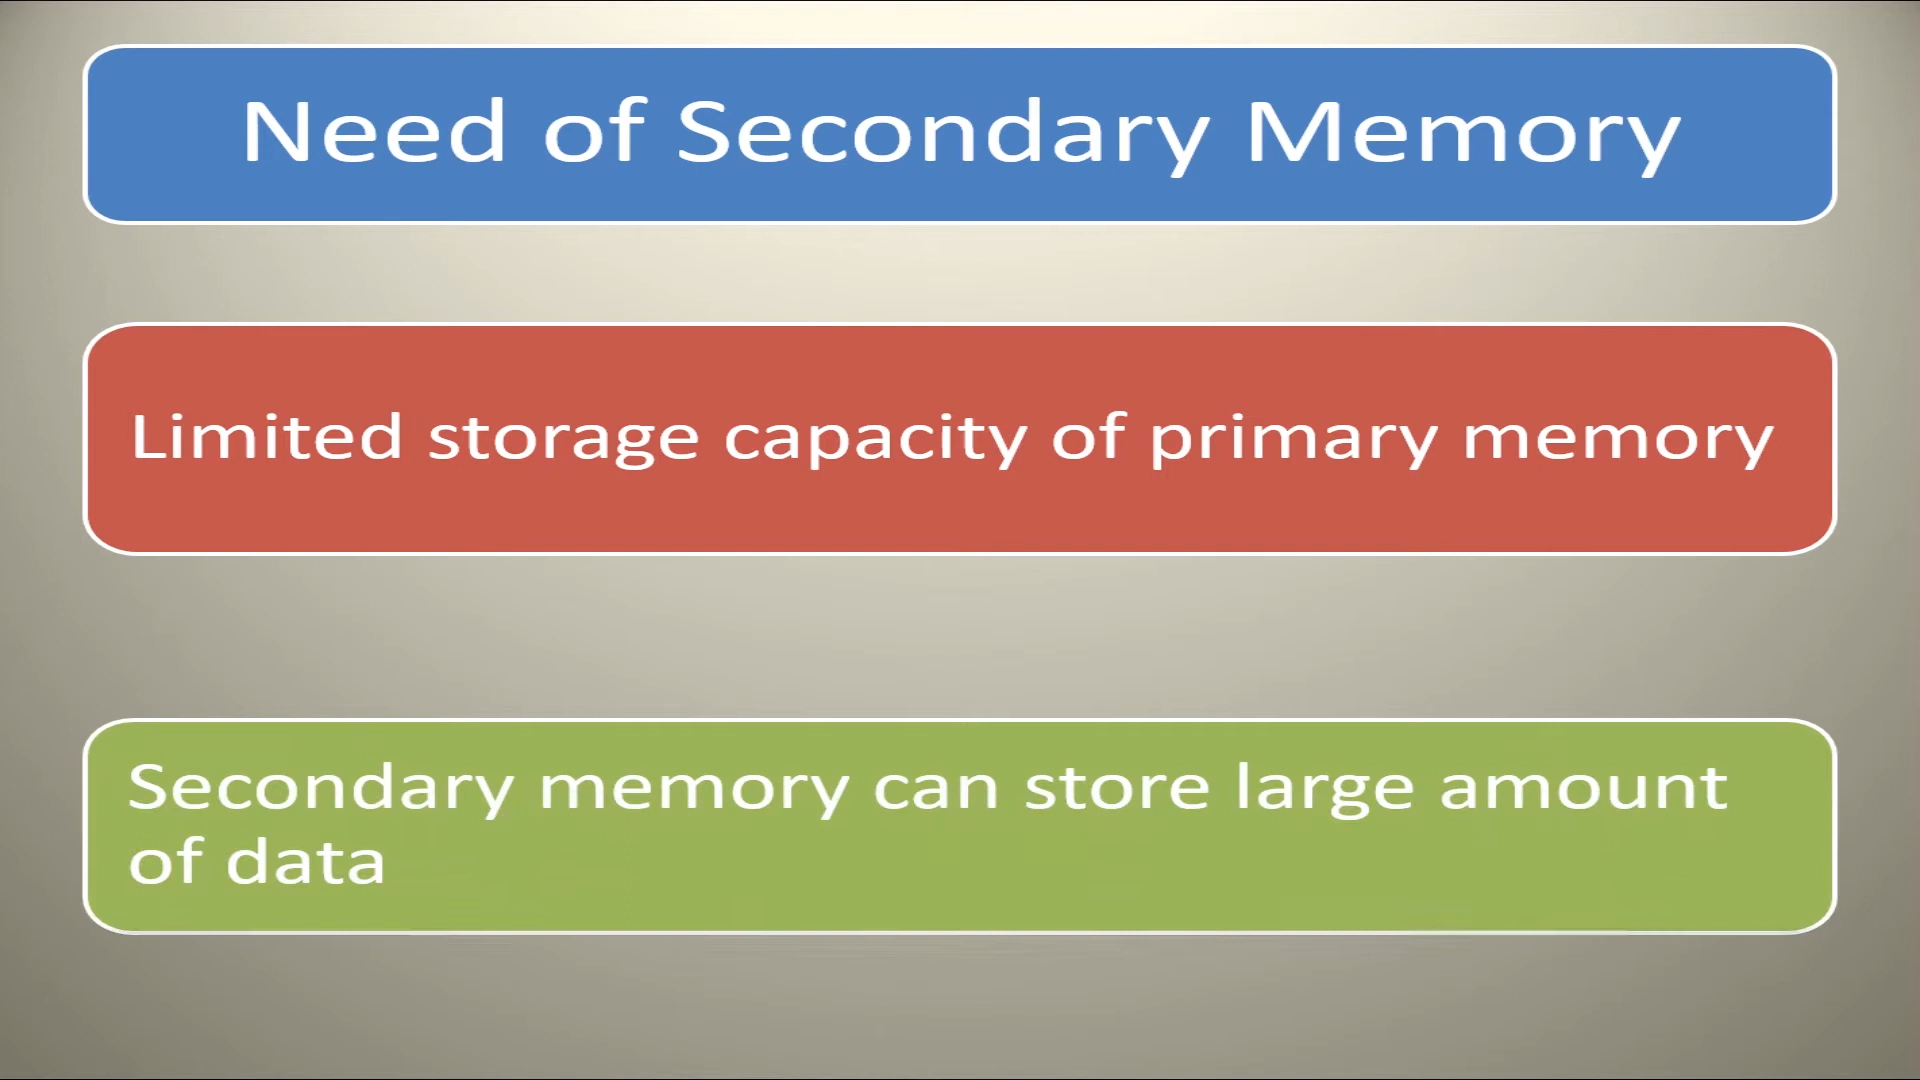 Need of Secondary Memory
Limited storage capacity of primary memory
Secondary memory can store large amount
of data